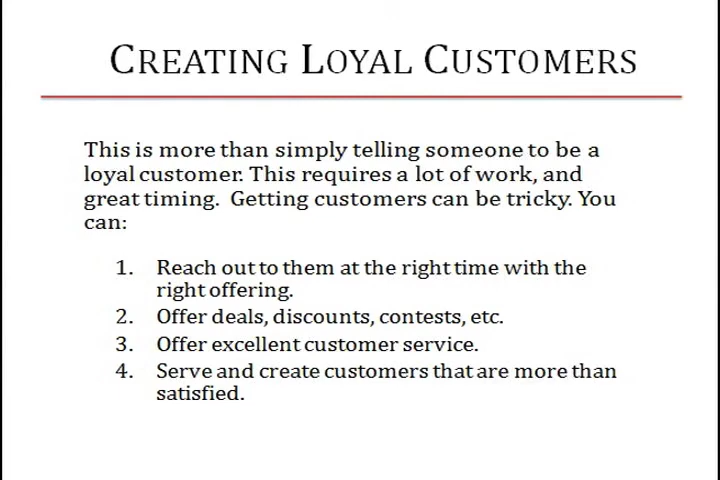 CREATING LOYAL CUSTOMERS
This is more than simply telling someone to be a
loyal customer. This requires a lot of work, and
great timing.  Getting customers can be tricky. You
can:
1. Reach out to them at the right time with the
right offering.
2. Offer deals, discounts, contests, etc.
3. Offer excellent customer service.
4. Serve and create customers that are more than
satisfied.